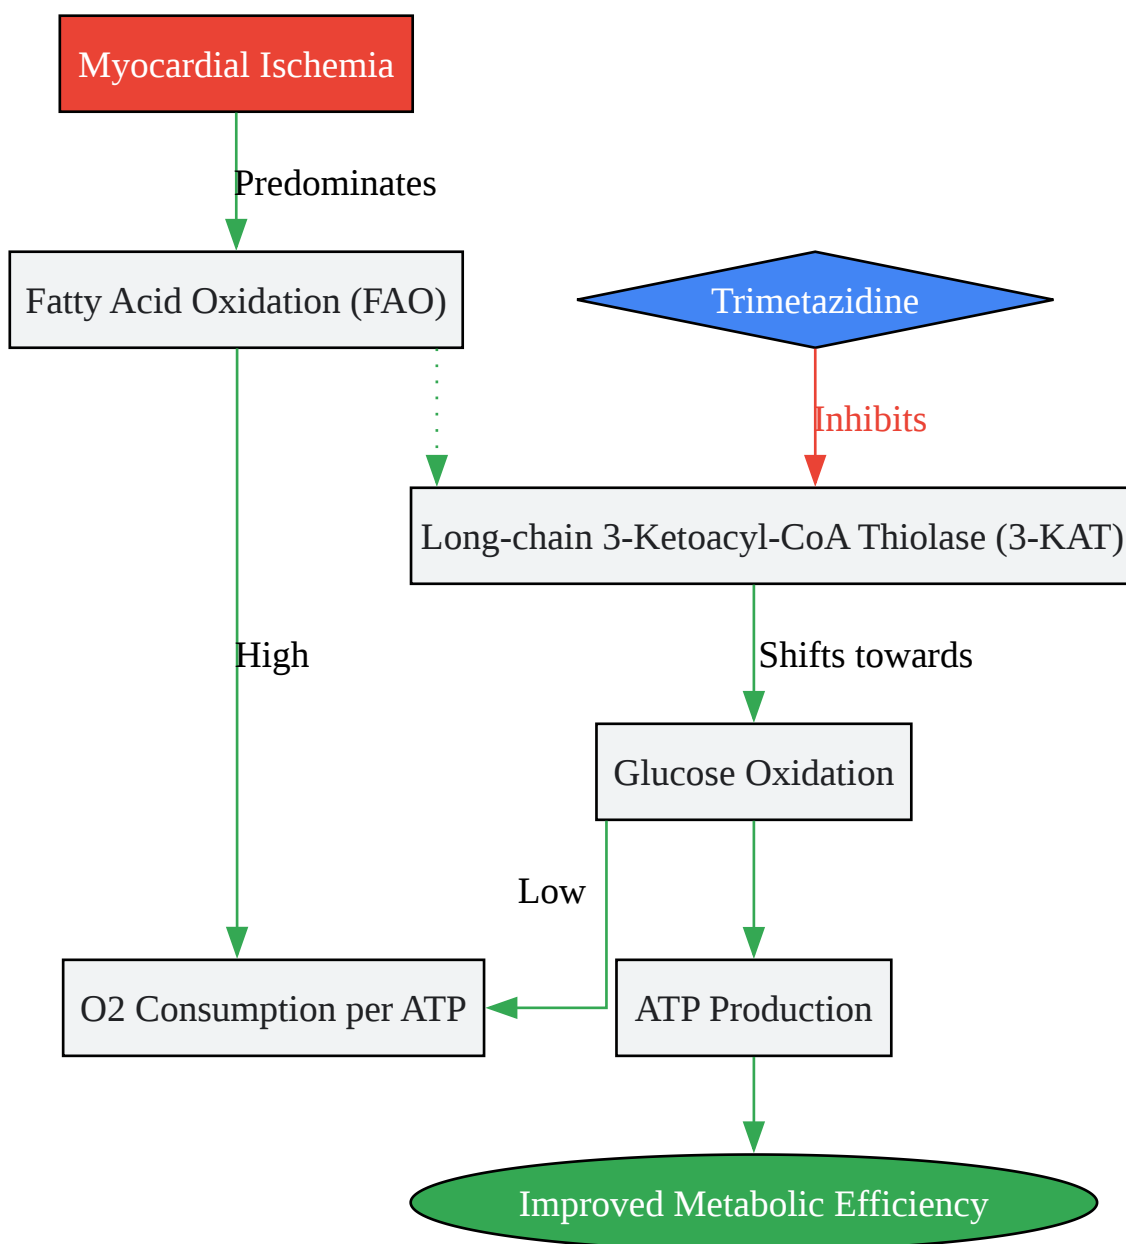 Myocardial Ischemia
Predominates
Fatty Acid Oxidation (FAO)
Trimetazidine
Inhibits
Long-chain 3-Ketoacyl-CoA Thiolase (3-KAT)
High
Shifts towards
Glucose Oxidation
Low
O2 Consumption per ATP
ATP Production
Improved Metabolic Efficiency